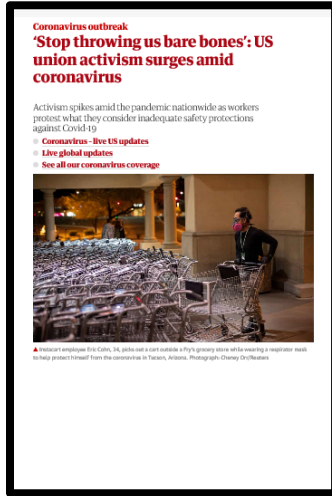 Coronavirus outbreak
‘Stop throwing us bare bones’: US
union activism surges amid
coronavirus
Activism spikes amid the pandemic nationwide as workers
protest what they consider inadequate safety protections
against Covid-19
Coronavirus – live US updates
Live global updates
See all our coronavirus coverage
▲ Instacart employee Eric Cohn, 34, picks out a cart outside a Fry's grocery store while wearing a respirator mask
to help protect himself from the coronavirus in Tucson, Arizona. Photograph: Cheney Orr/Reuters